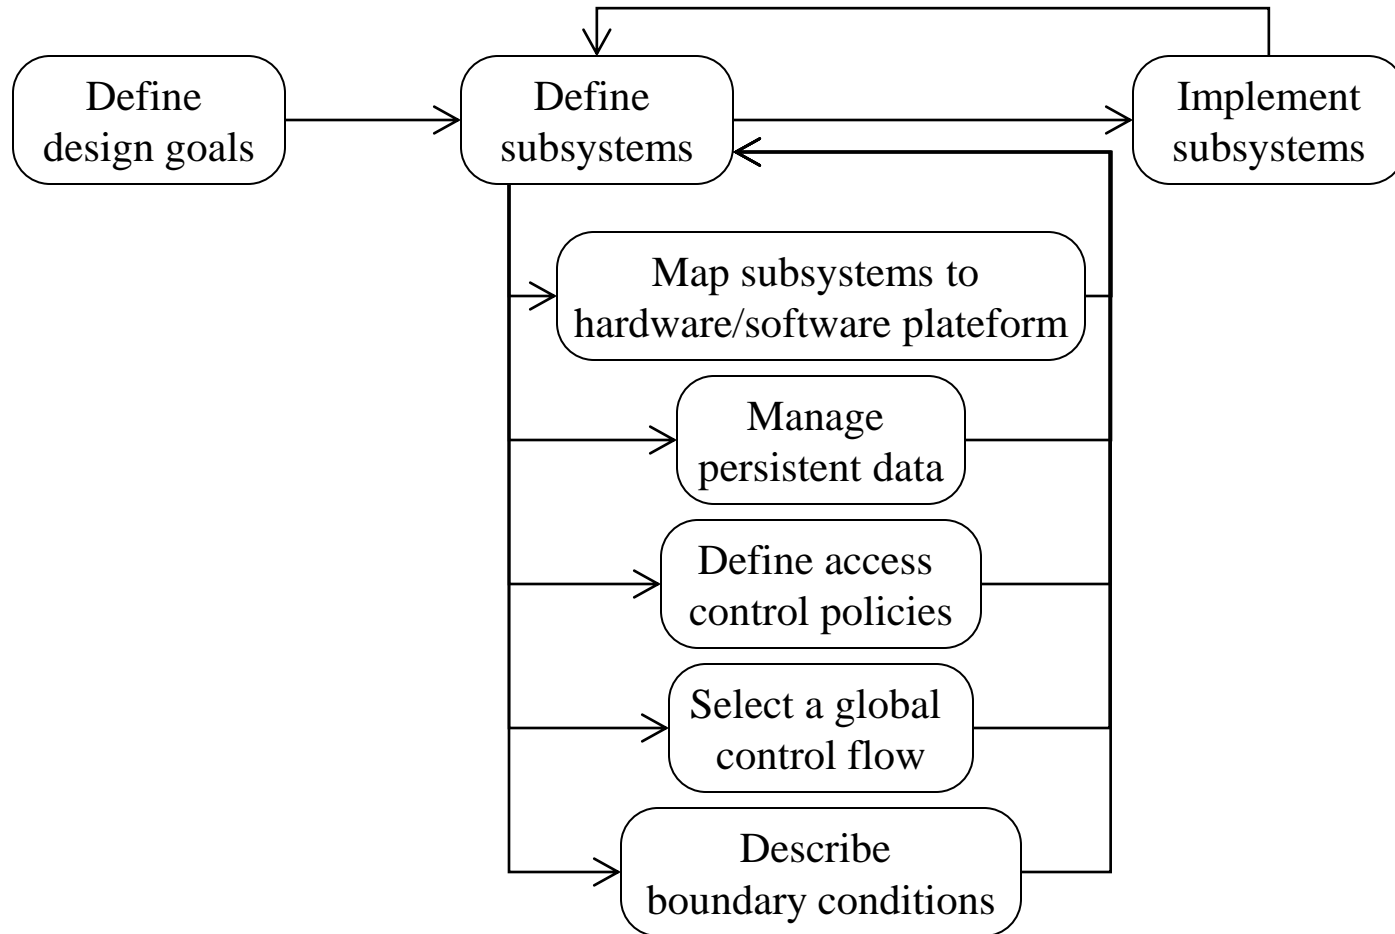 Define
design goals
Define
subsystems
Implement
subsystems
Map subsystems to
hardware/software plateform
Manage
persistent data
Define access
control policies
Select a global
control flow
Describe
boundary conditions